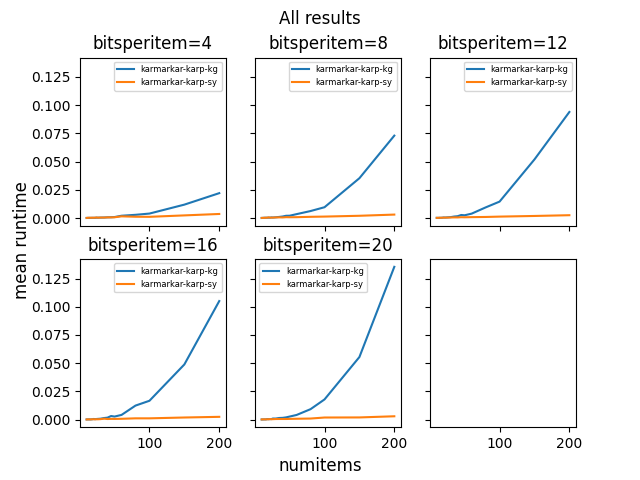 All results
bitsperitem=4
bitsperitem=8
bitsperitem=12
0.125
0.100
0.075
0.050
0.025
0.000
karmarkar-karp-kg
karmarkar-karp-sy
karmarkar-karp-kg
karmarkar-karp-sy
karmarkar-karp-kg
karmarkar-karp-sy
mean runtime
bitsperitem=16
bitsperitem=20
0.125
0.100
0.075
0.050
0.025
0.000
karmarkar-karp-kg
karmarkar-karp-sy
karmarkar-karp-kg
karmarkar-karp-sy
100
200
100
200
100
200
numitems